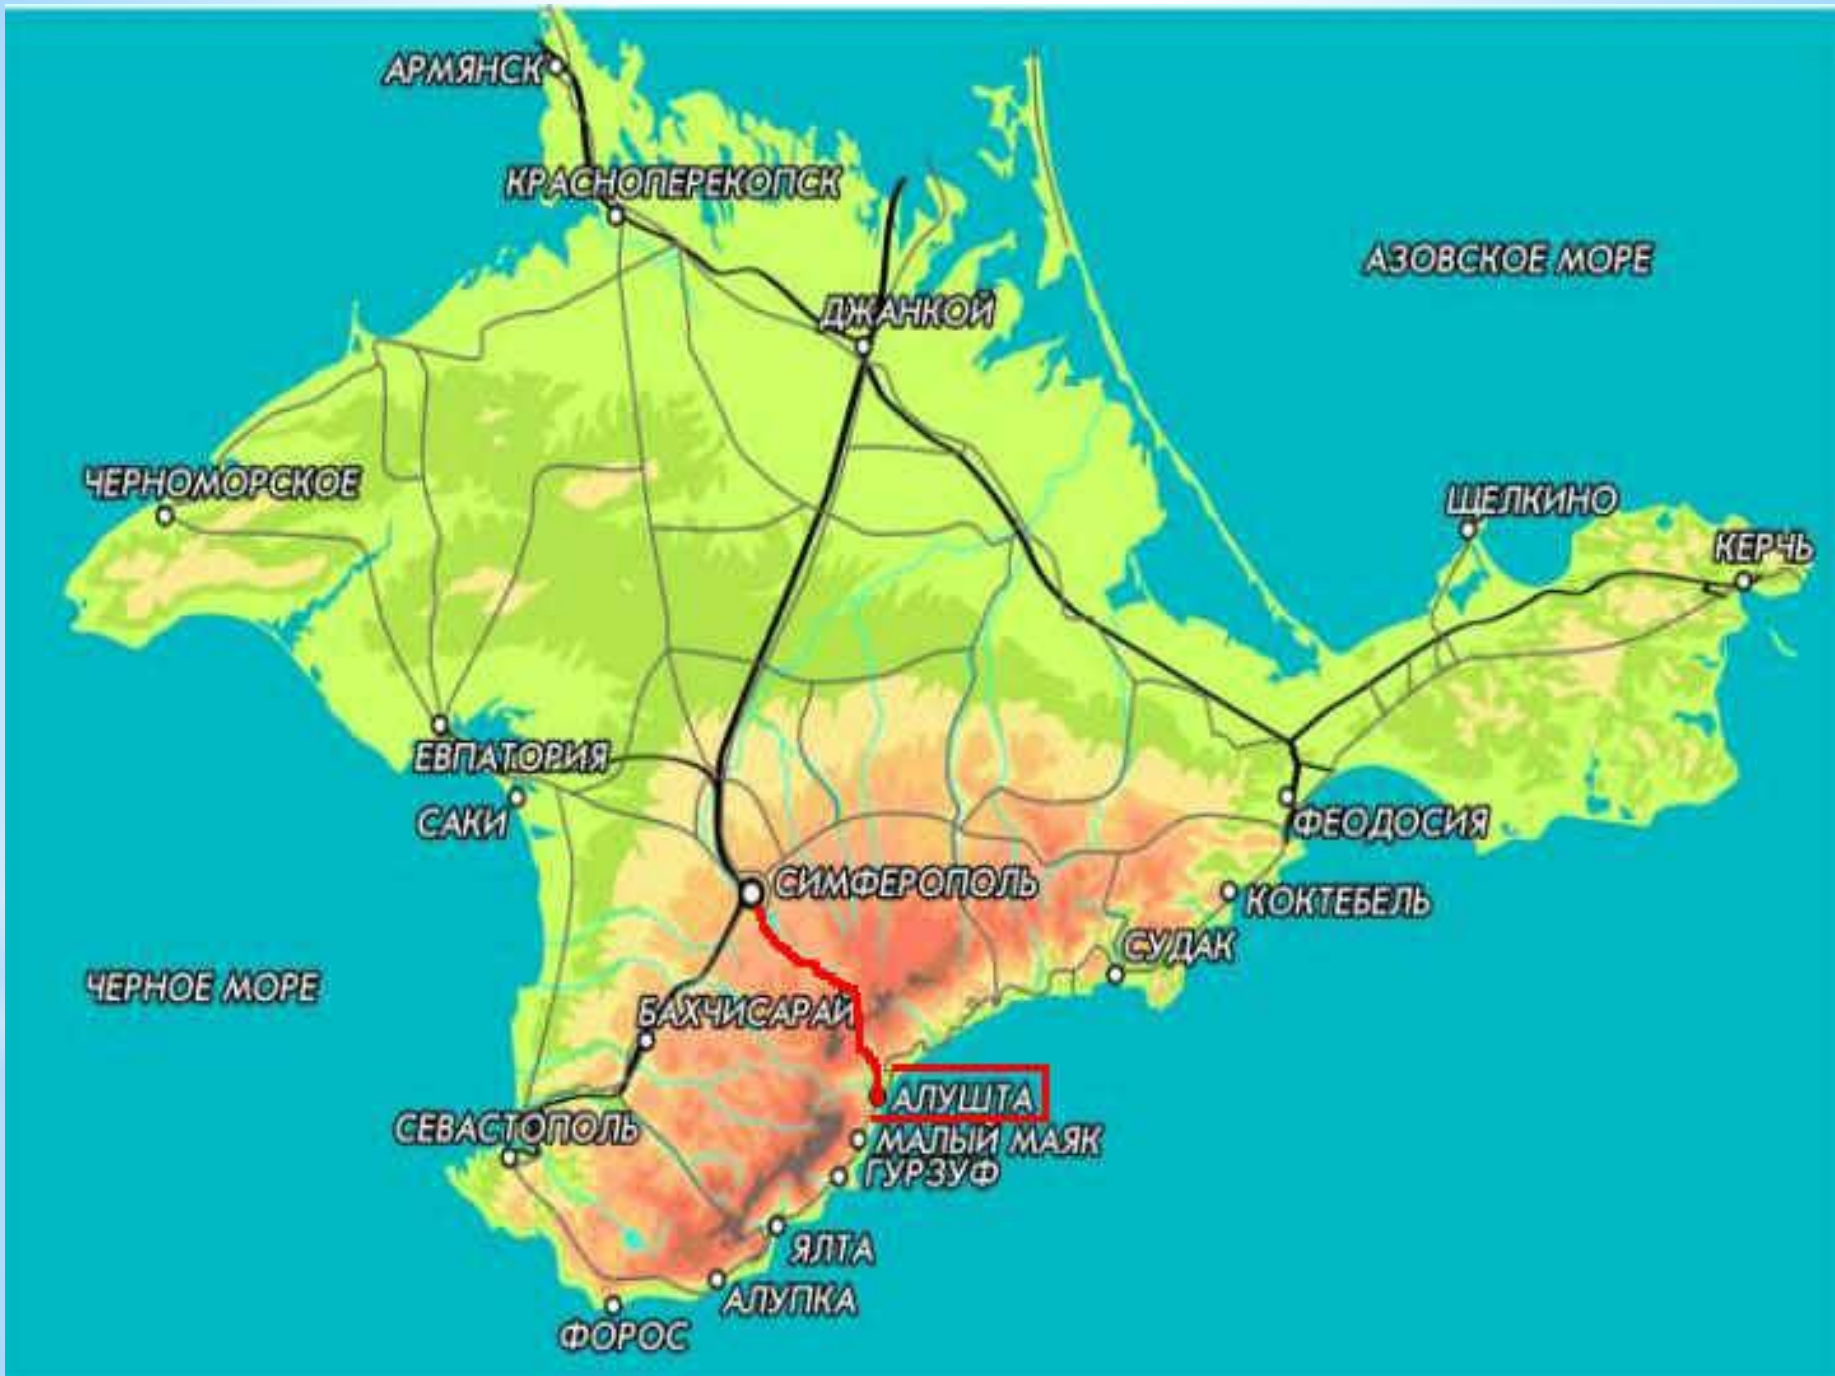 АРМЯНСК
КРАСНОПЕРЕКОПСК
АЗОВСКОЕ МОРЕ
ДЖАНКОЙ
ЧЕРНОМОРСКОЕ
ЩЕЛКИНО
КЕРЧЬ
ЕВПАТОРИЯ
САКИ
ФЕОДОСИЯ
СИМФЕРОПОЛЬ
КОКТЕБЕЛЬ
СУДАК
ЧЕРНОЕ МОРЕ
БАХЧИСАРАЙ
АЛУШТА
СЕВАСТОПОЛЬ
МАЛЫЙ МАЯК
ГУРЗУФ
ЯЛТА
АЛУПКА
ФОРОС